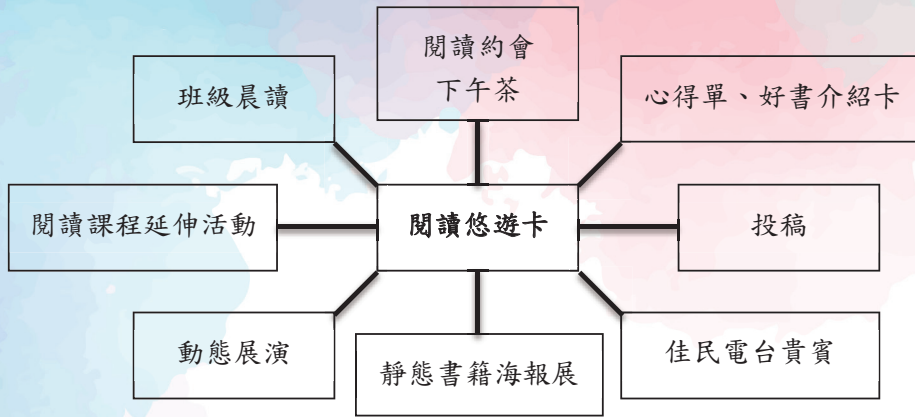 閱讀約會
下午茶
班級晨讀
心得單、好書介紹卡
閱讀課程延伸活動
閱讀悠遊卡
投稿
動態展演
靜態書籍海報展
佳民電台貴賓